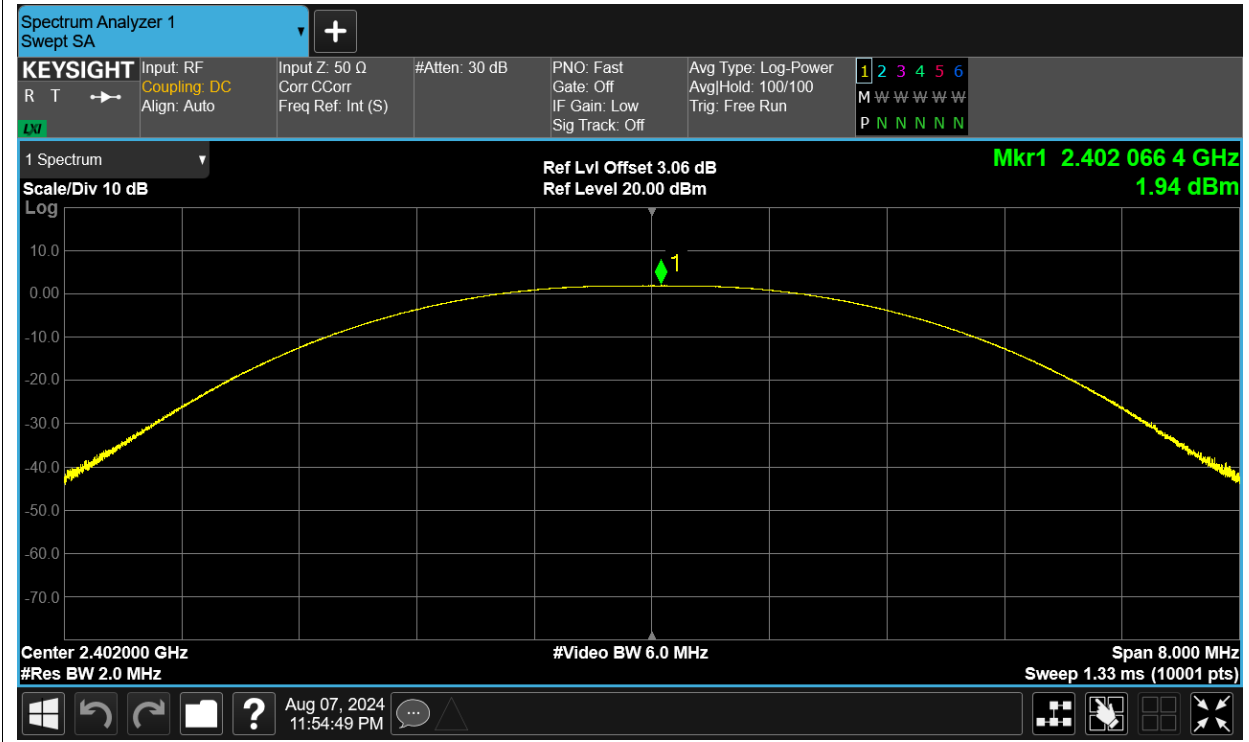 Spectrum Analyzer 1
Swept SA
KEYSIGHT
R T
LXI
Input: RF
Coupling: DC
Align: Auto
Input Z: 50 Ω
Corr CCorr
Freq Ref: Int (S)
#Atten: 30 dB
PNO: Fast
Gate: Off
IF Gain: Low
Sig Track: Off
Avg Type: Log-Power
Avg|Hold: 100/100
Trig: Free Run
1 2 3 4 5 6
M W W W W W
P N N N N N
1 Spectrum
Scale/Div 10 dB
Log
Ref Lvl Offset 3.06 dB
Ref Level 20.00 dBm
Mkr1 2.402 066 4 GHz
1.94 dBm
1
10.0
0.00
-10.0
-20.0
-30.0
-40.0
-50.0
-60.0
-70.0
Center 2.402000 GHz
#Res BW 2.0 MHz
#Video BW 6.0 MHz
Span 8.000 MHz
Sweep 1.33 ms (10001 pts)
?
Aug 07, 2024
11:54:49 PM